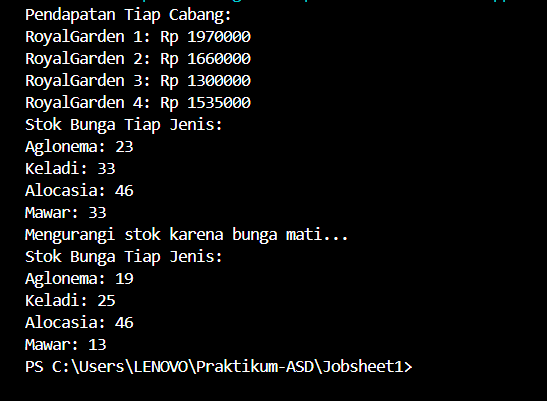 Pendapatan Tiap Cabang:
RoyalGarden 1: Rp 1970000
RoyalGarden 2: Rp 1660000
RoyalGarden 3: Rp 1300000
RoyalGarden 4: Rp 1535000
Stok Bunga Tiap Jenis:
Aglonema: 23
Keladi: 33
Alocasia: 46
Mawar: 33
Mengurangi stok karena bunga mati...
Stok Bunga Tiap Jenis:
Aglonema: 19
Keladi: 25
Alocasia: 46
Mawar: 13
PS C:\Users\LENOVO\Praktikum-ASD\Jobsheet1>